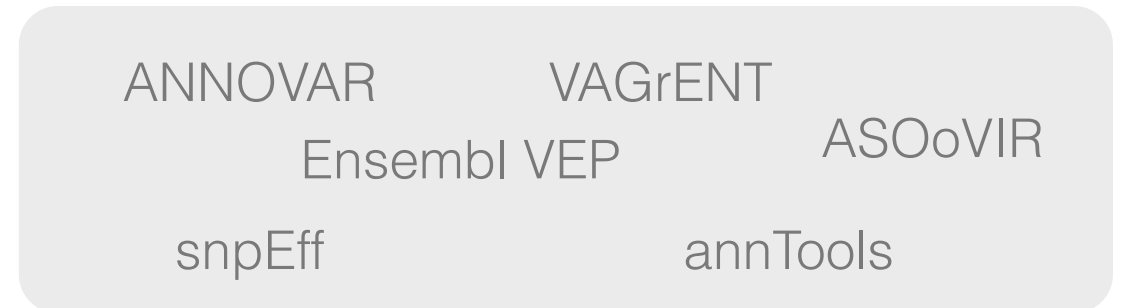 ANNOVAR
VAGrENT
ASOoVIR
Ensembl VEP
snpEff
annTools